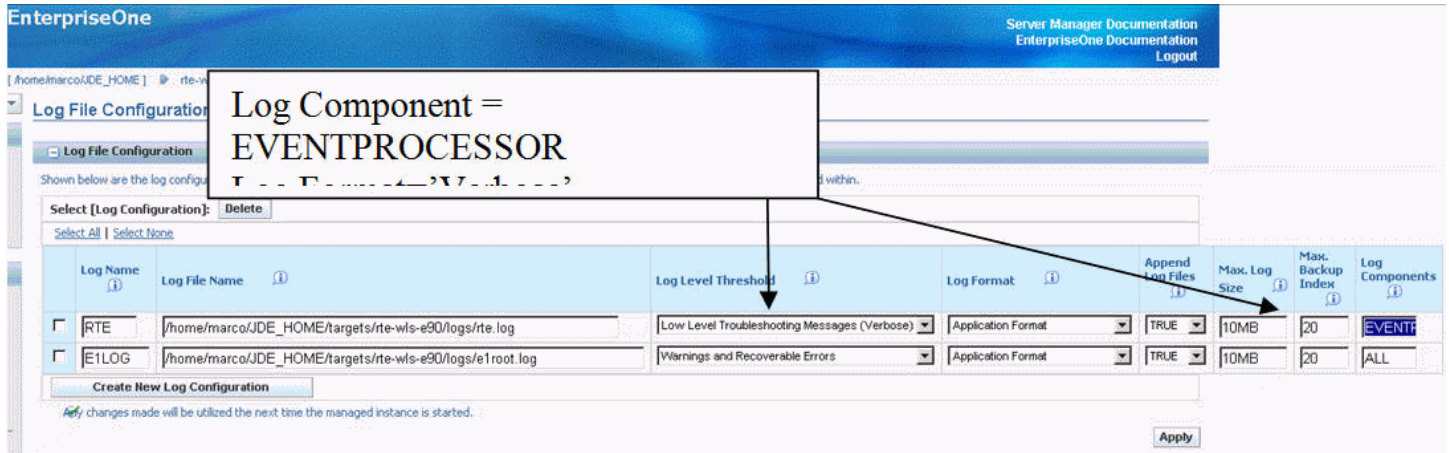 EnterpriseOne
Server Manager Documentation
EnterpriseOne Documentation
Logout
[ /home/marco/JDE_HOME ]
Log File Configuration
Log Component =
EVENTPROCESSOR
Log Format='Verbose'
Log File Configuration
Shown below are the log configu
d within.
Select [Log Configuration]: Delete
Select All | Select None
Log Name Log File Name Log Level Threshold Log Format Append Log Files Max. Log Size Max. Backup Index Log Components
RTE /home/marco/JDE_HOME/targets/rte-wls-e90/logs/rte.log Low Level Troubleshooting Messages (Verbose) Application Format TRUE 10MB 20 EVENTP
E1LOG /home/marco/JDE_HOME/targets/rte-wls-e90/logs/e1root.log Warnings and Recoverable Errors Application Format TRUE 10MB 20 ALL
Create New Log Configuration
Any changes made will be utilized the next time the managed instance is started.
Apply